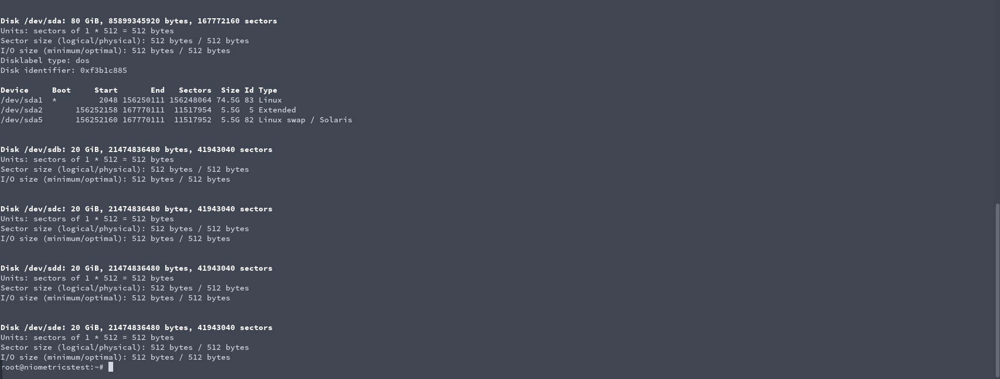 Disk /dev/sda: 80 GiB, 85899345920 bytes, 167772160 sectors
Units: sectors of 1 * 512 = 512 bytes
Sector size (logical/physical): 512 bytes / 512 bytes
I/O size (minimum/optimal): 512 bytes / 512 bytes
Disklabel type: dos
Disk identifier: 0xf3b1c885
Device     Boot     Start       End   Sectors  Size Id Type
/dev/sda1  *         2048 156250111 156248064 74.5G 83 Linux
/dev/sda2       156252158 167770111  11517954  5.5G  5 Extended
/dev/sda5       156252160 167770111  11517952  5.5G 82 Linux swap / Solaris
Disk /dev/sdb: 20 GiB, 21474836480 bytes, 41943040 sectors
Units: sectors of 1 * 512 = 512 bytes
Sector size (logical/physical): 512 bytes / 512 bytes
I/O size (minimum/optimal): 512 bytes / 512 bytes
Disk /dev/sdc: 20 GiB, 21474836480 bytes, 41943040 sectors
Units: sectors of 1 * 512 = 512 bytes
Sector size (logical/physical): 512 bytes / 512 bytes
I/O size (minimum/optimal): 512 bytes / 512 bytes
Disk /dev/sdd: 20 GiB, 21474836480 bytes, 41943040 sectors
Units: sectors of 1 * 512 = 512 bytes
Sector size (logical/physical): 512 bytes / 512 bytes
I/O size (minimum/optimal): 512 bytes / 512 bytes
Disk /dev/sde: 20 GiB, 21474836480 bytes, 41943040 sectors
Units: sectors of 1 * 512 = 512 bytes
Sector size (logical/physical): 512 bytes / 512 bytes
I/O size (minimum/optimal): 512 bytes / 512 bytes
root@niometricstest:~#